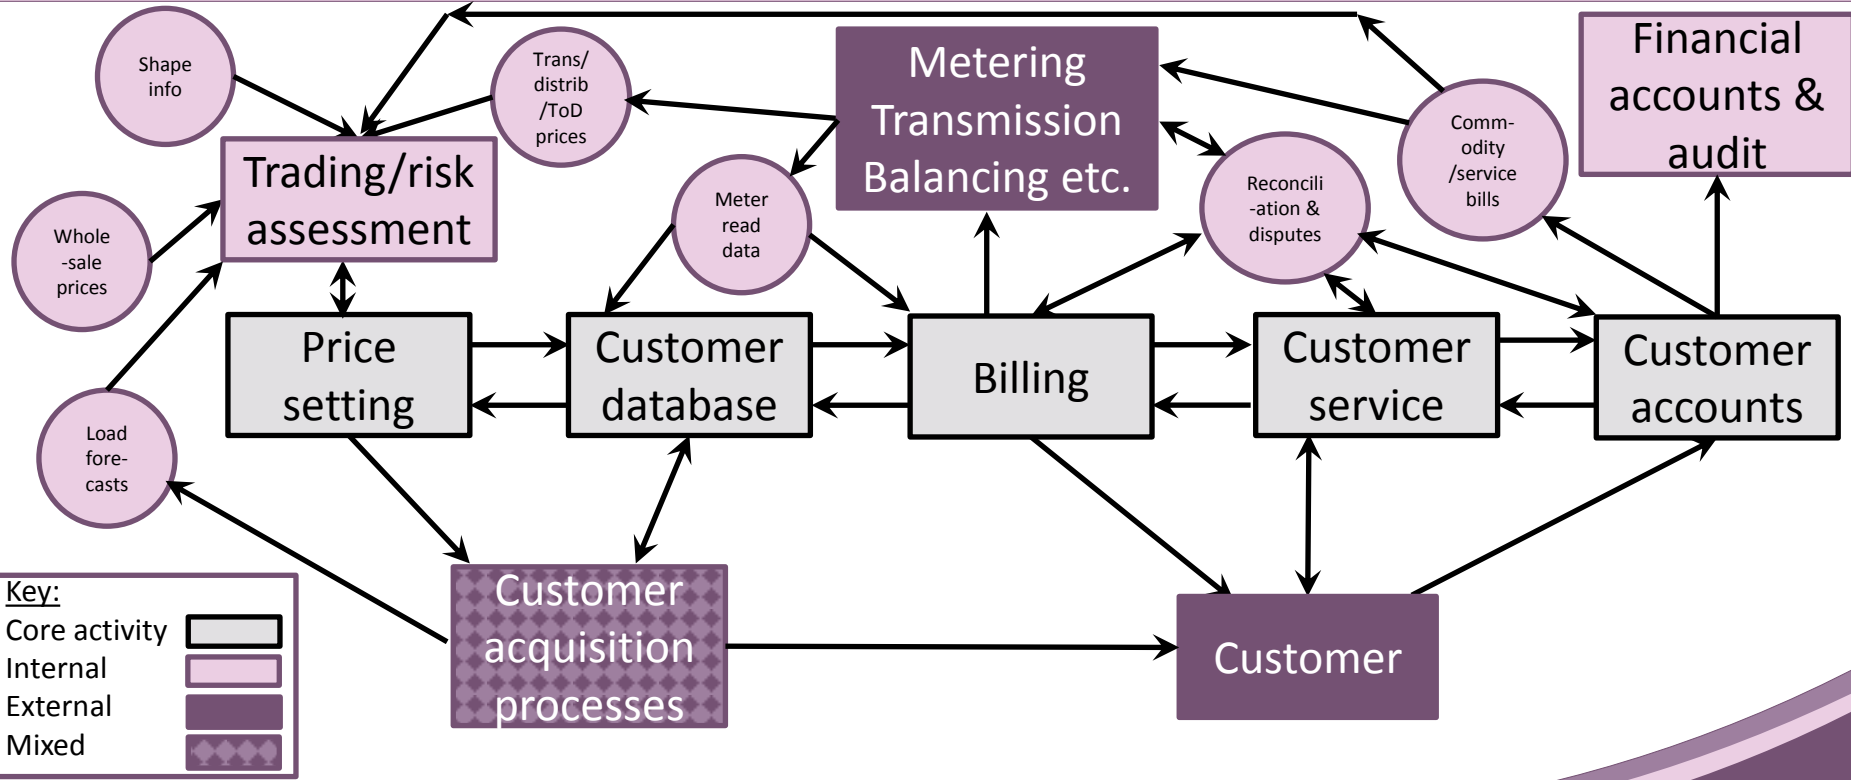 Shape
info
Trans/
distrib
/ToD
prices
Metering
Transmission
Balancing etc.
Comm-
odity
/service
bills
Financial
accounts &
audit
Trading/risk
assessment
Whole
-sale
prices
Meter
read
data
Reconcili
-ation &
disputes
Price
setting
Customer
database
Billing
Customer
service
Customer
accounts
Load
fore-
casts
Customer
acquisition
processes
Customer
Key:
Core activity
Internal
External
Mixed